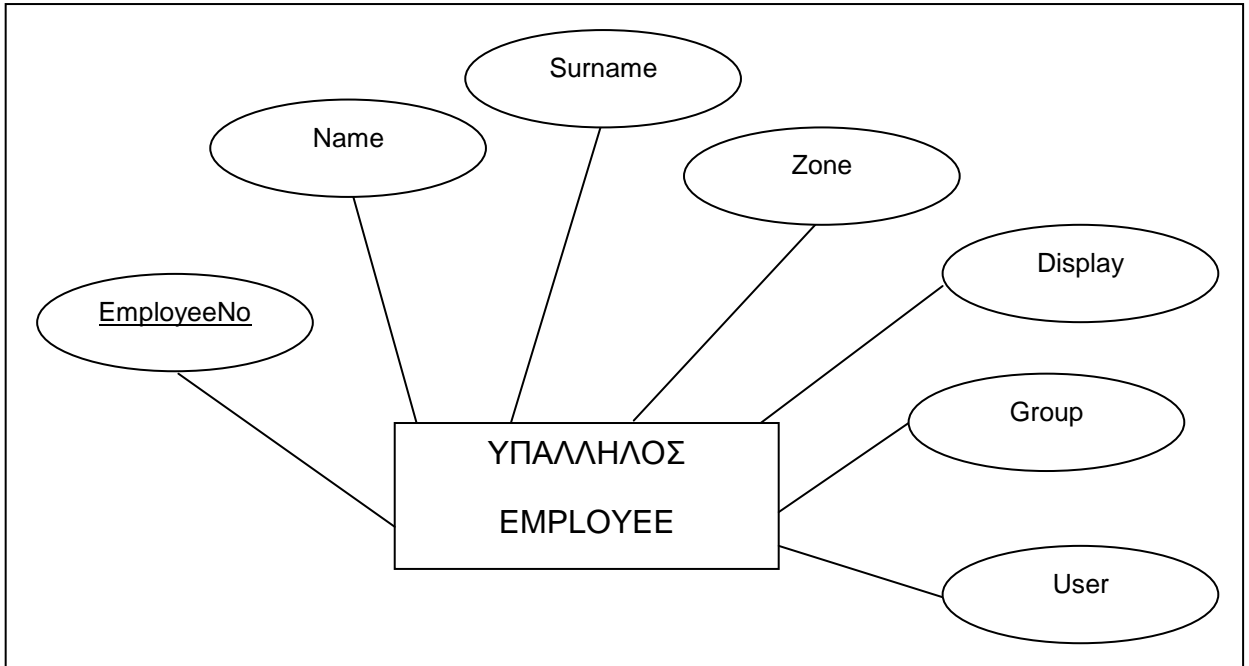 Surname
Name
Zone
Display
EmployeeNo
Group
ΥΠΑΛΛΗΛΟΣ
EMPLOYEE
User